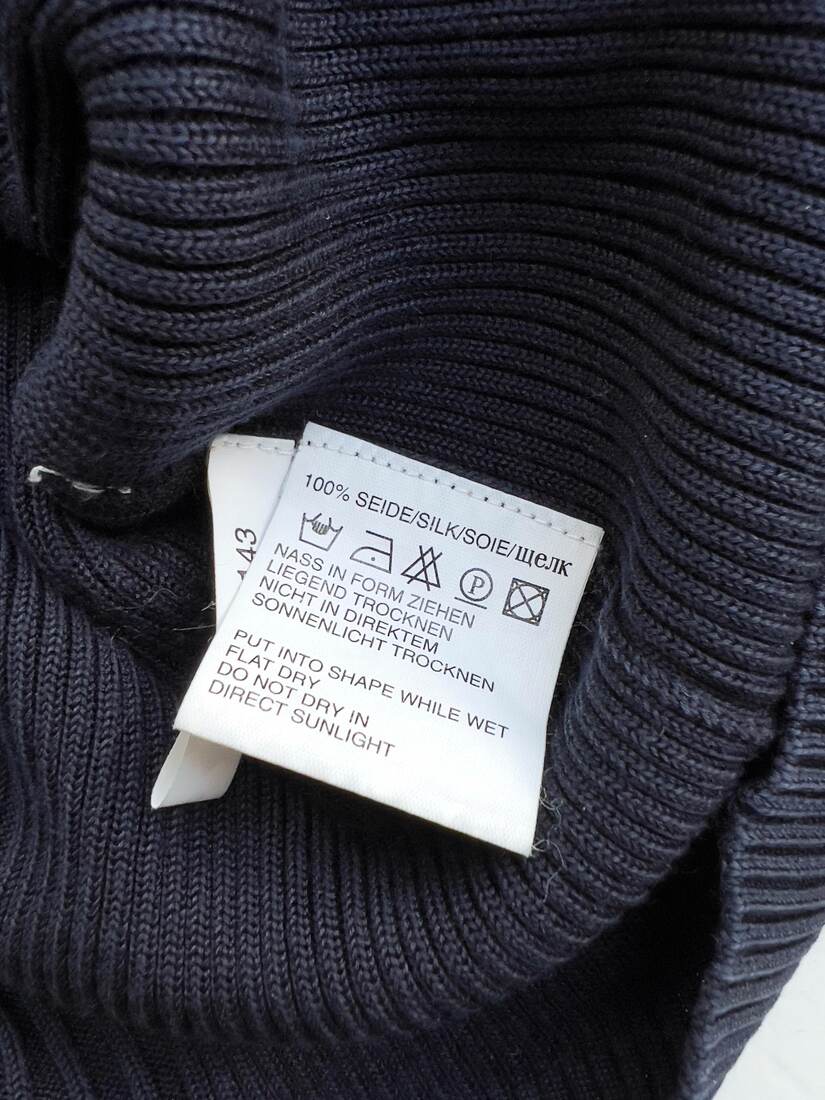 100% SEIDE/SILK/SOIE/щелк
P
NASS IN FORM ZIEHEN
LIEGEND TROCKNEN
NICHT IN DIREKTEM
SONNENLICHT TROCKNEN
PUT INTO SHAPE WHILE WET
FLAT DRY
DO NOT DRY IN
DIRECT SUNLIGHT